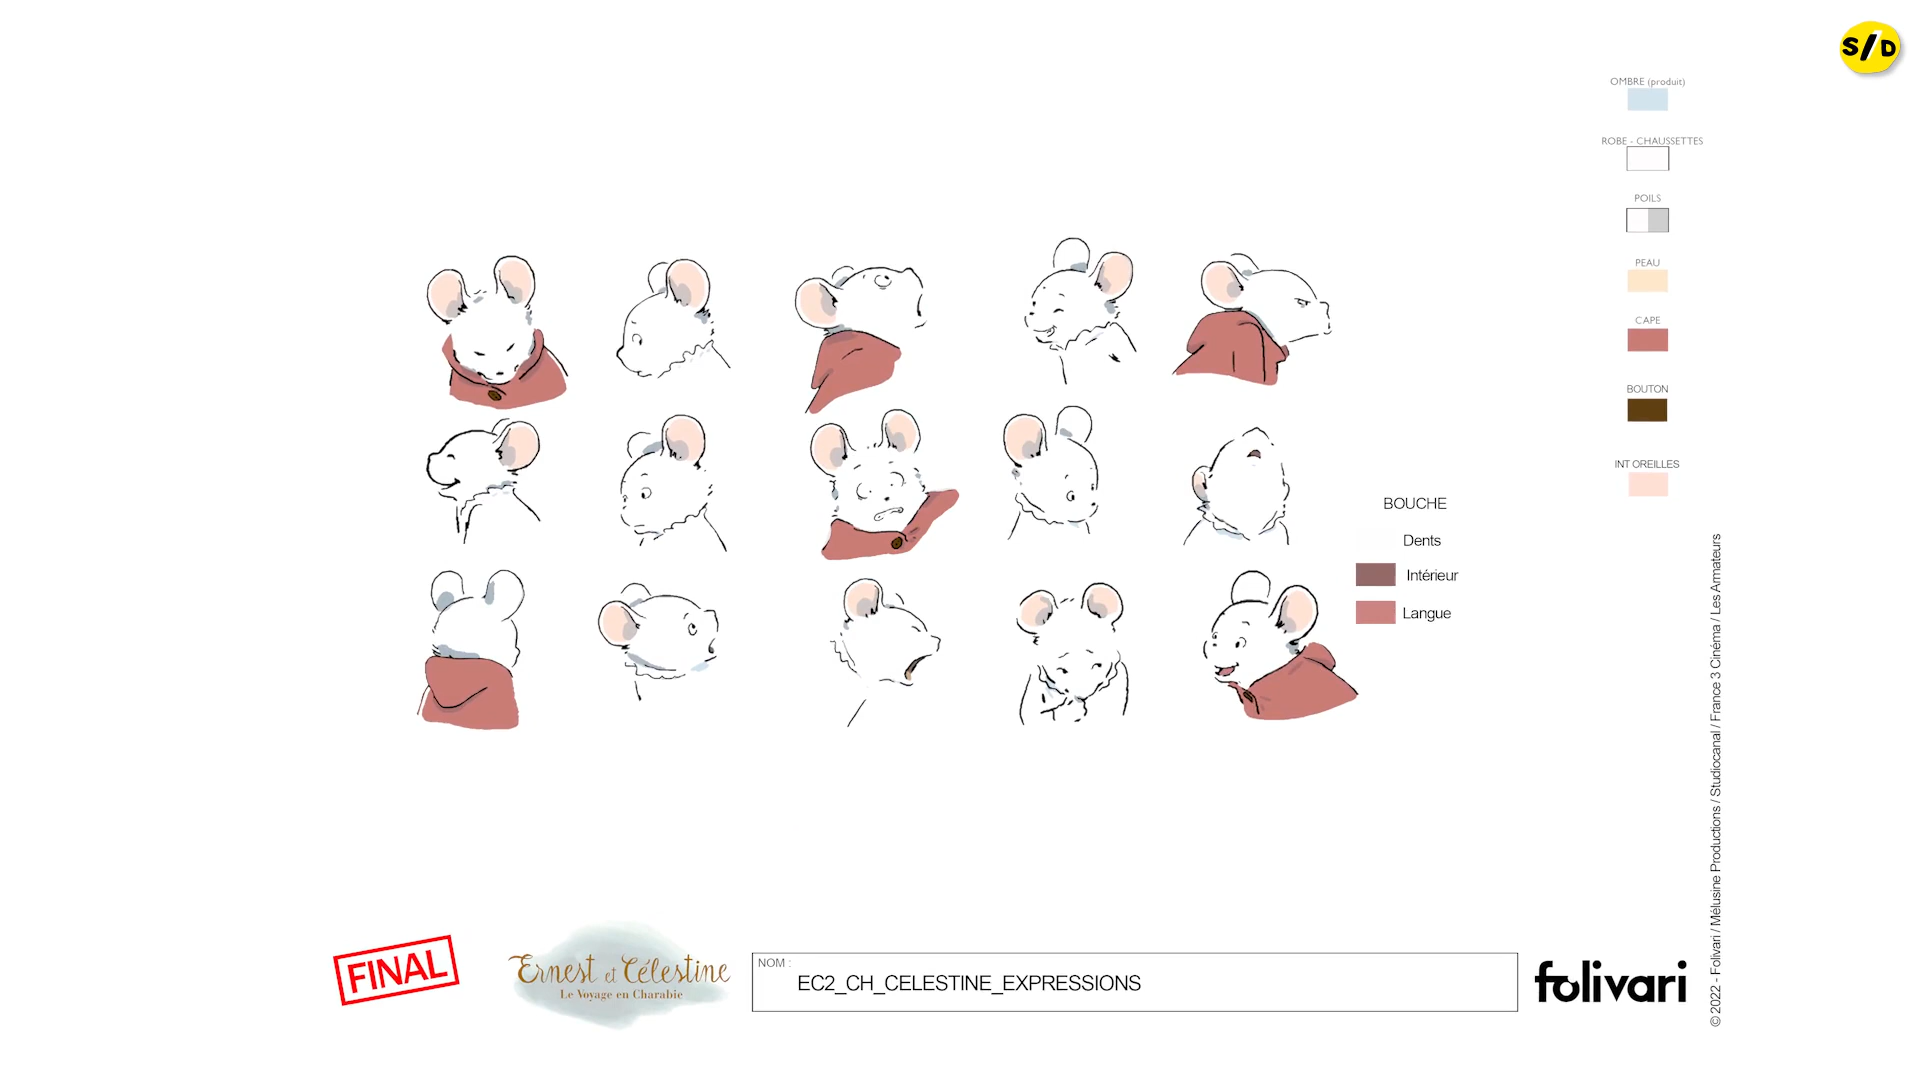 S/D
OMBRE (produit)
ROBE - CHAUSSETTES
POILS
PEAU
CAPE
BOUTON
INT OREILLES
BOUCHE
Dents
Intérieur
Langue
© 2022 - Folivari / Mélusine Productions / Studiocanal / France 3 Cinéma / Les Armateurs
FINAL
Ernest et Célestine
Le Voyage en Charabie
NOM :
EC2_CH_CELESTINE_EXPRESSIONS
folivari